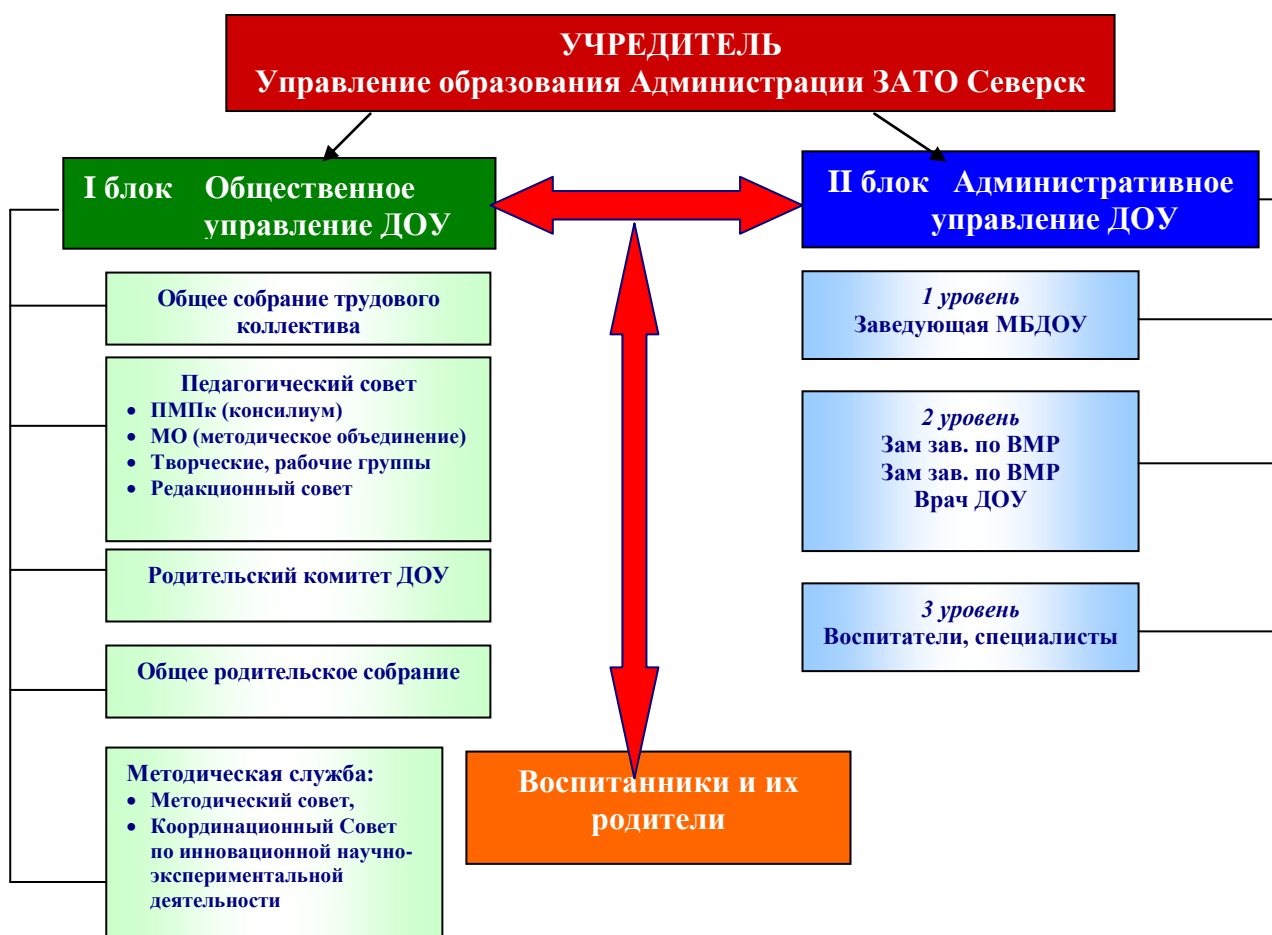 УЧРЕДИТЕЛЬ
Управление образования Администрации ЗАТО Северск
I блок Общественное
управление ДОУ
Общее собрание трудового
коллектива
Педагогический совет
• ПМПк (консилиум)
• МО (методическое объединение)
• Творческие, рабочие группы
• Редакционный совет
Родительский комитет ДОУ
Общее родительское собрание
Методическая служба:
• Методический совет,
• Координационный Совет
по инновационной научно-
экспериментальной
деятельности
II блок Административное
управление ДОУ
1 уровень
Заведующая МБДОУ
2 уровень
Зам зав. по ВМР
Зам зав. по ВМР
Врач ДОУ
3 уровень
Воспитатели, специалисты
Воспитанники и их
родители